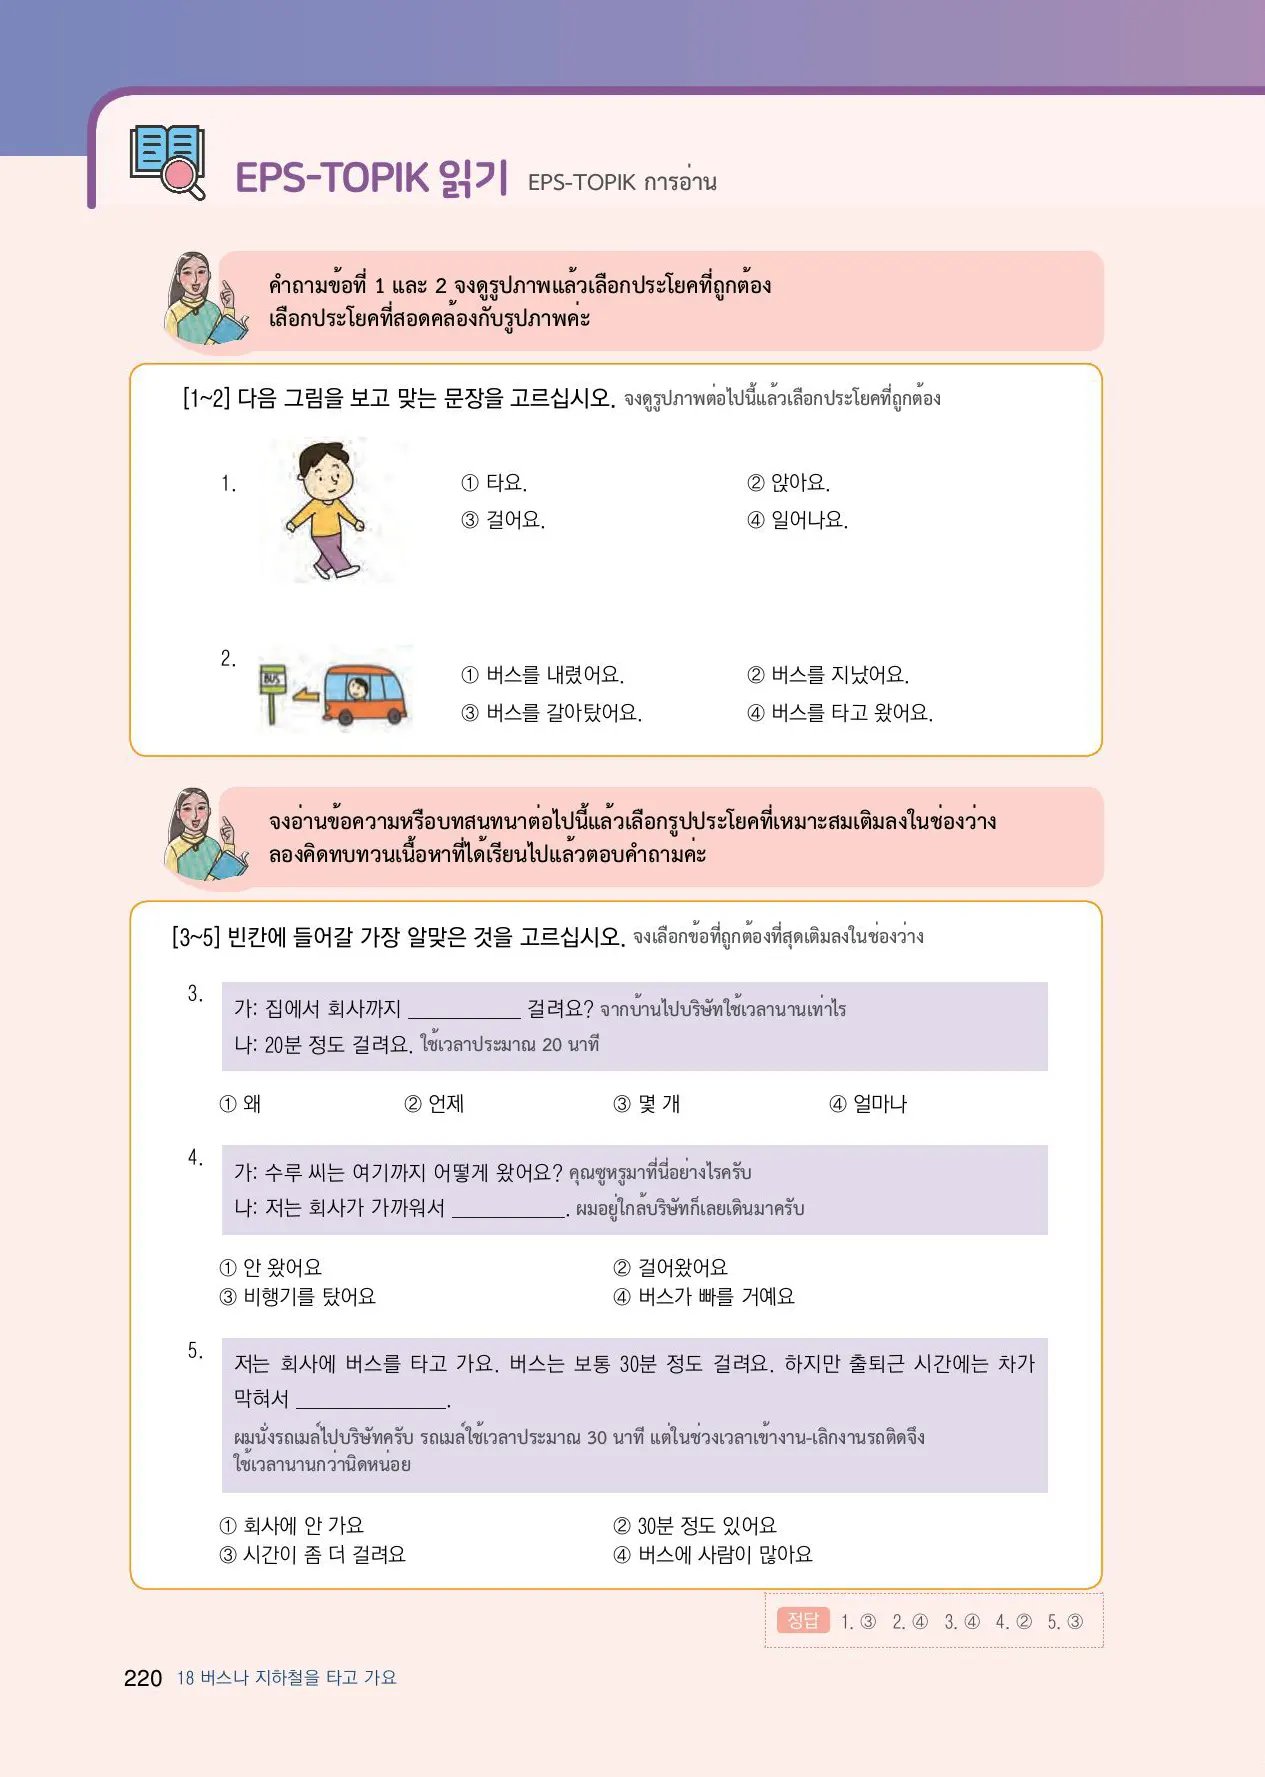 EPS-TOPIK 읽기 EPS-TOPIK การอ่าน
คำถามข้อที่ 1 และ 2 จงดูรูปภาพแล้วเลือกประโยคที่ถูกต้อง
เลือกประโยคที่สอดคล้องกับรูปภาพค่ะ
[1~2] 다음 그림을 보고 맞는 문장을 고르십시오. จงดูรูปภาพต่อไปนี้แล้วเลือกประโยคที่ถูกต้อง
1. ① 타요. ② 앉아요.
③ 걸어요. ④ 일어나요.
2. BUS ① 버스를 내렸어요. ② 버스를 지났어요.
③ 버스를 갈아탔어요. ④ 버스를 타고 왔어요.
จงอ่านข้อความหรือบทสนทนาต่อไปนี้แล้วเลือกรูปประโยคที่เหมาะสมเติมลงในช่องว่าง
ลองคิดทบทวนเนื้อหาที่ได้เรียนไปแล้วตอบคำถามค่ะ
[3~5] 빈칸에 들어갈 가장 알맞은 것을 고르십시오. จงเลือกข้อที่ถูกต้องที่สุดเติมลงในช่องว่าง
3. 가: 집에서 회사까지 ___________ 걸려요? จากบ้านไปบริษัทใช้เวลานานเท่าไร
나: 20분 정도 걸려요. ใช้เวลาประมาณ 20 นาที
① 왜 ② 언제 ③ 몇 개 ④ 얼마나
4. 가: 수루 씨는 여기까지 어떻게 왔어요? คุณซูหรูมาที่นี่อย่างไรครับ
나: 저는 회사가 가까워서 ___________. ผมอยู่ใกล้บริษัทก็เลยเดินมาครับ
① 안 왔어요 ② 걸어왔어요
③ 비행기를 탔어요 ④ 버스가 빠를 거예요
5. 저는 회사에 버스를 타고 가요. 버스는 보통 30분 정도 걸려요. 하지만 출퇴근 시간에는 차가
막혀서 ______________.
ผมนั่งรถเมล์ไปบริษัทครับ รถเมล์ใช้เวลาประมาณ 30 นาที แต่ในช่วงเวลาเข้างาน-เลิกงานรถติดจึง
ใช้เวลานานกว่านิดหน่อย
① 회사에 안 가요 ② 30분 정도 있어요
③ 시간이 좀 더 걸려요 ④ 버스에 사람이 많아요
정답 1. ③ 2. ④ 3. ④ 4. ② 5. ③
220 18 버스나 지하철을 타고 가요